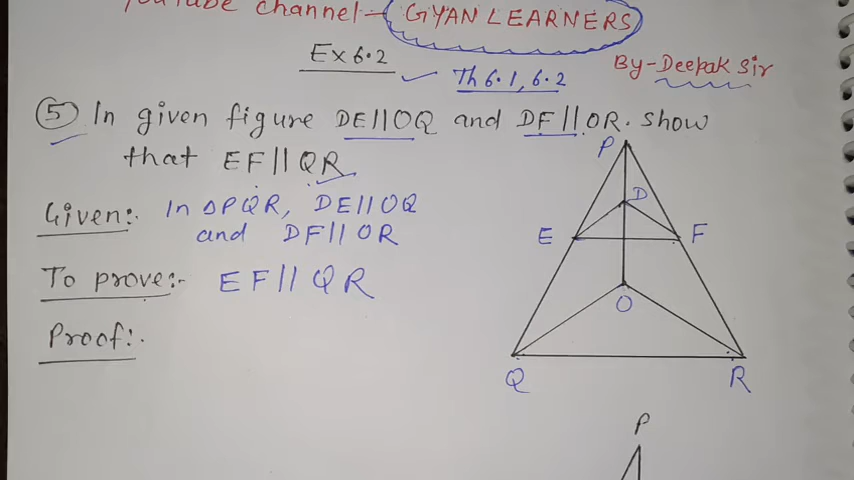 YouTube channel - GYAN LEARNERS
Ex 6.2
Th 6.1, 6.2
By-Deepak Sir
5 In given figure DE||OQ and DF||OR. show
that EF||QR
Given:. In ΔPQR, DE||OQ
and DF||OR
To prove:- EF||QR
Proof:.
P
D
E
F
O
Q
R
P